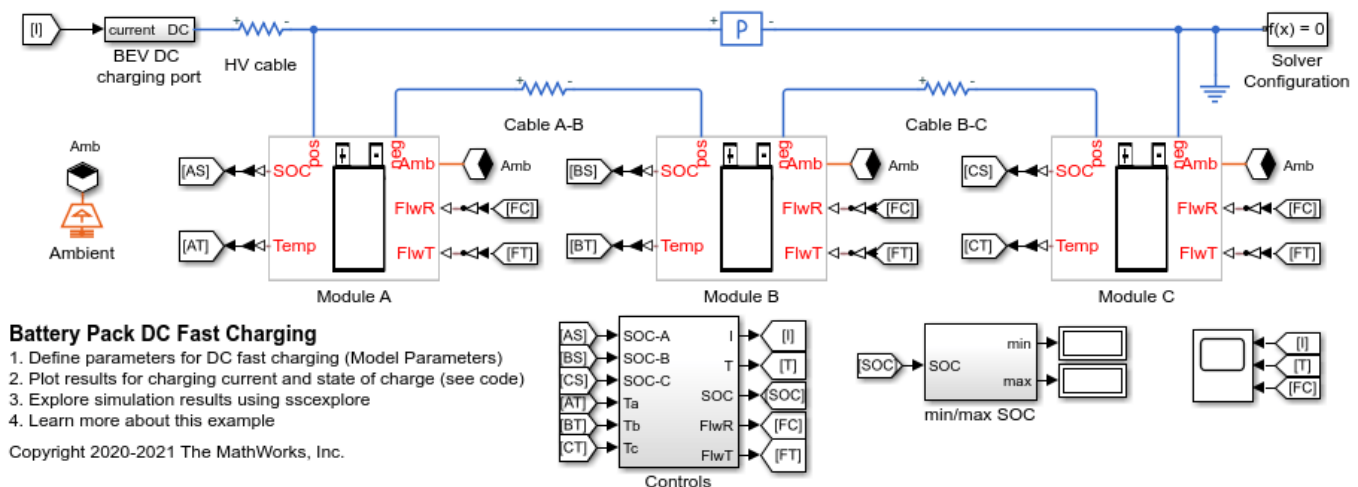 [I]
current DC
BEV DC
charging port
+ -
HV cable
P
f(x) = 0
Solver
Configuration
+ -
Cable A-B
+ -
Cable B-C
Amb
Ambient
[AS]
SOC
pos
neg
+ -
Amb
Amb
FlwR
[FC]
[AT]
Temp
FlwT
[FT]
Module A
[BS]
SOC
pos
neg
+ -
Amb
Amb
FlwR
[FC]
[BT]
Temp
FlwT
[FT]
Module B
[CS]
SOC
pos
neg
+ -
Amb
Amb
FlwR
[FC]
[CT]
Temp
FlwT
[FT]
Module C
Battery Pack DC Fast Charging
1. Define parameters for DC fast charging (Model Parameters)
2. Plot results for charging current and state of charge (see code)
3. Explore simulation results using sscexplore
4. Learn more about this example
Copyright 2020-2021 The MathWorks, Inc.
[AS] SOC-A I [I]
[BS] SOC-B T [T]
[CS] SOC-C SOC [SOC]
[AT] Ta
[BT] Tb FlwR [FC]
[CT] Tc FlwT [FT]
Controls
[SOC] SOC
min
max
min/max SOC
[I]
[T]
[FC]